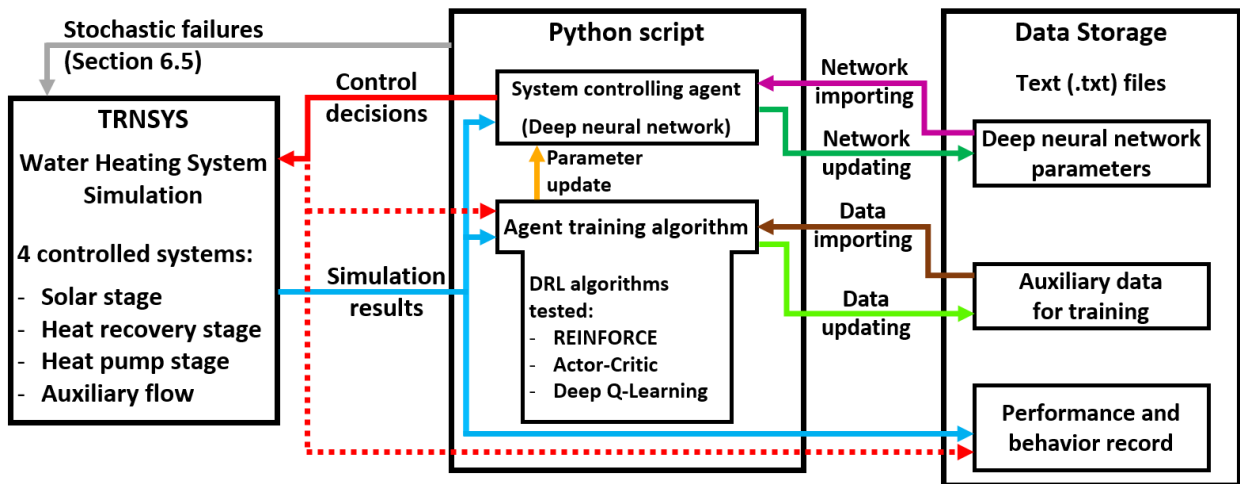 Stochastic failures
(Section 6.5)
TRNSYS
Water Heating System
Simulation
4 controlled systems:
- Solar stage
- Heat recovery stage
- Heat pump stage
- Auxiliary flow
Control
decisions
Simulation
results
Python script
System controlling agent
(Deep neural network)
Parameter
update
Agent training algorithm
DRL algorithms
tested:
- REINFORCE
- Actor-Critic
- Deep Q-Learning
Network
importing
Network
updating
Data
importing
Data
updating
Data Storage
Text (.txt) files
Deep neural network
parameters
Auxiliary data
for training
Performance and
behavior record